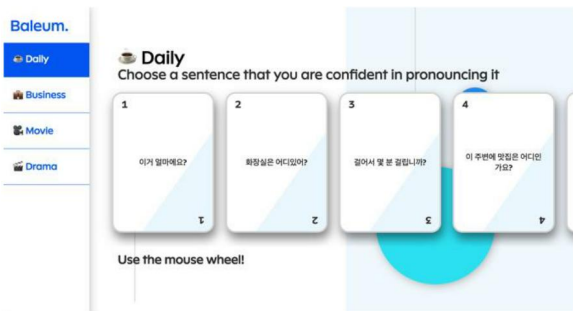 Baleum.
Daily
Business
Movie
Drama
Daily
Choose a sentence that you are confident in pronouncing it
1
이거 얼마에요?
1
2
화장실은 어디있어?
2
3
걸어서 몇 분 걸립니까?
3
4
이 주변에 맛집은 어디인
가요?
4
Use the mouse wheel!